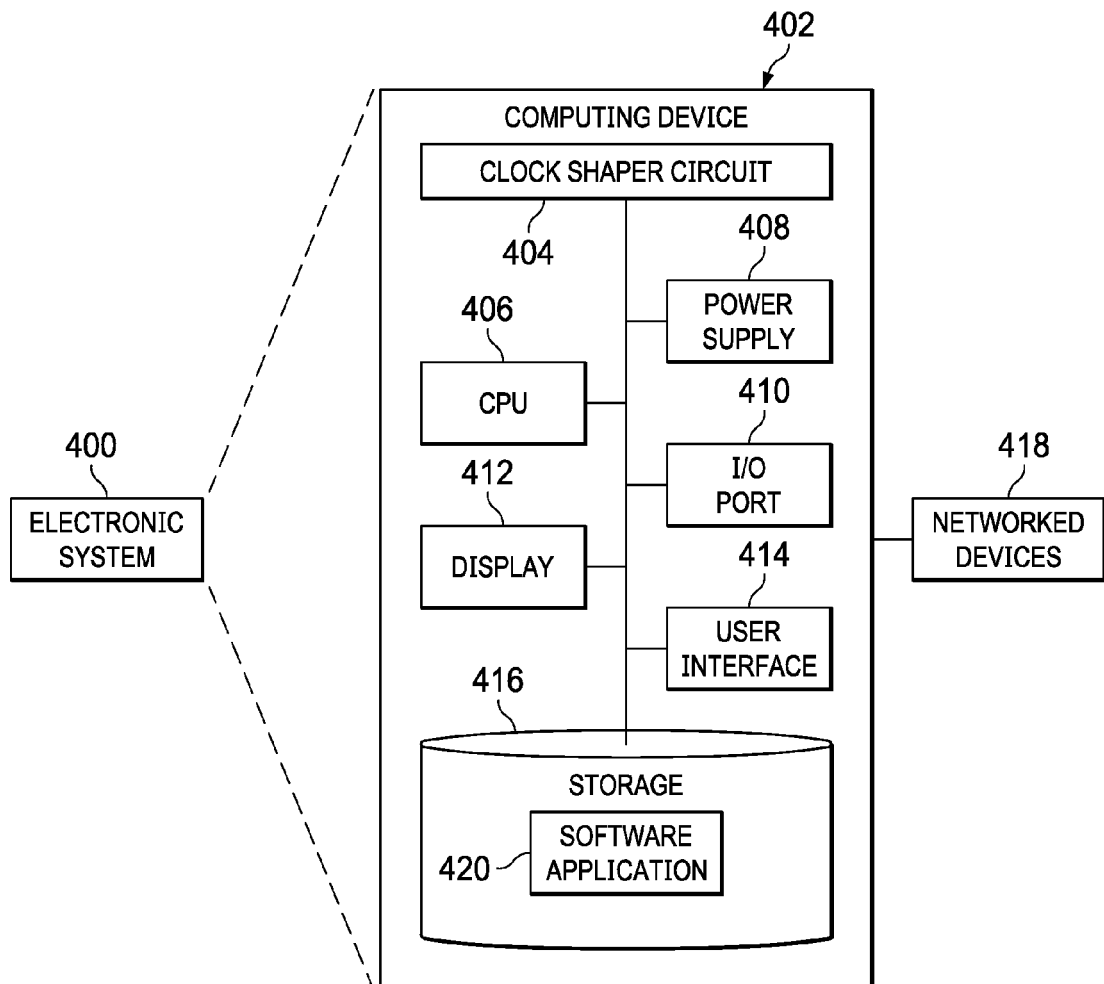 402
COMPUTING DEVICE
CLOCK SHAPER CIRCUIT
404
408
POWER
SUPPLY
406
CPU
410
I/O
PORT
400
ELECTRONIC
SYSTEM
412
DISPLAY
418
NETWORKED
DEVICES
414
USER
INTERFACE
416
STORAGE
420
SOFTWARE
APPLICATION